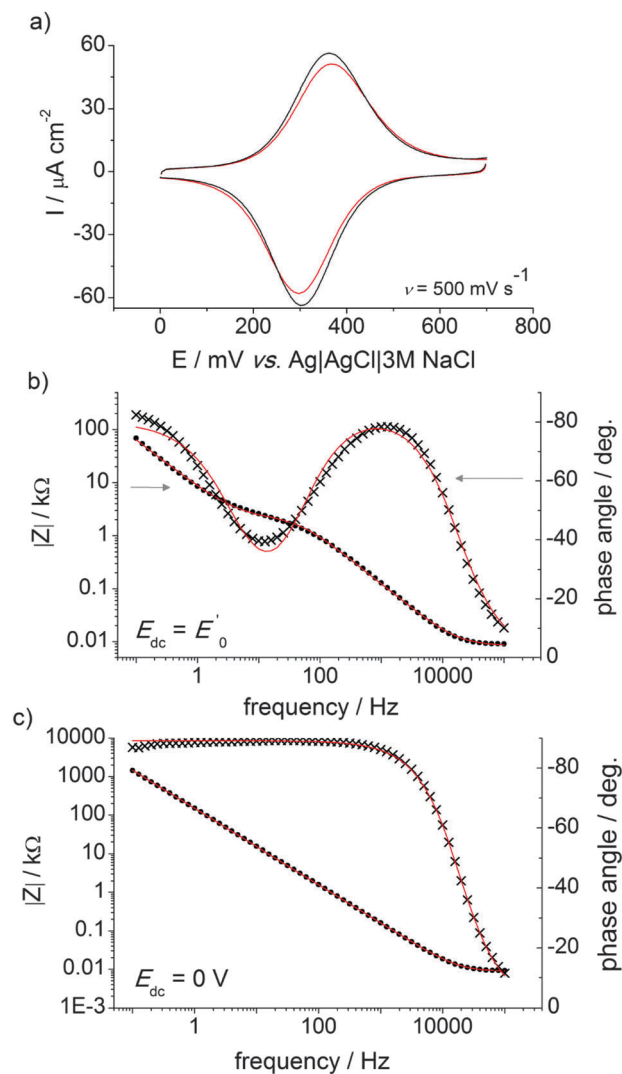 a)
60
30
0
-30
-60
I / μA cm⁻²
ν = 500 mV s⁻¹
0 200 400 600 800
E / mV vs. Ag|AgCl|3M NaCl
b)
100
10
1
0.1
0.01
|Z| / kΩ
-80
-60
-40
-20
0
phase angle / deg.
E_dc = E_0'
1 100 10000
frequency / Hz
c)
10000
1000
100
10
1
0.1
0.01
1E-3
|Z| / kΩ
-80
-60
-40
-20
0
phase angle / deg.
E_dc = 0 V
1 100 10000
frequency / Hz